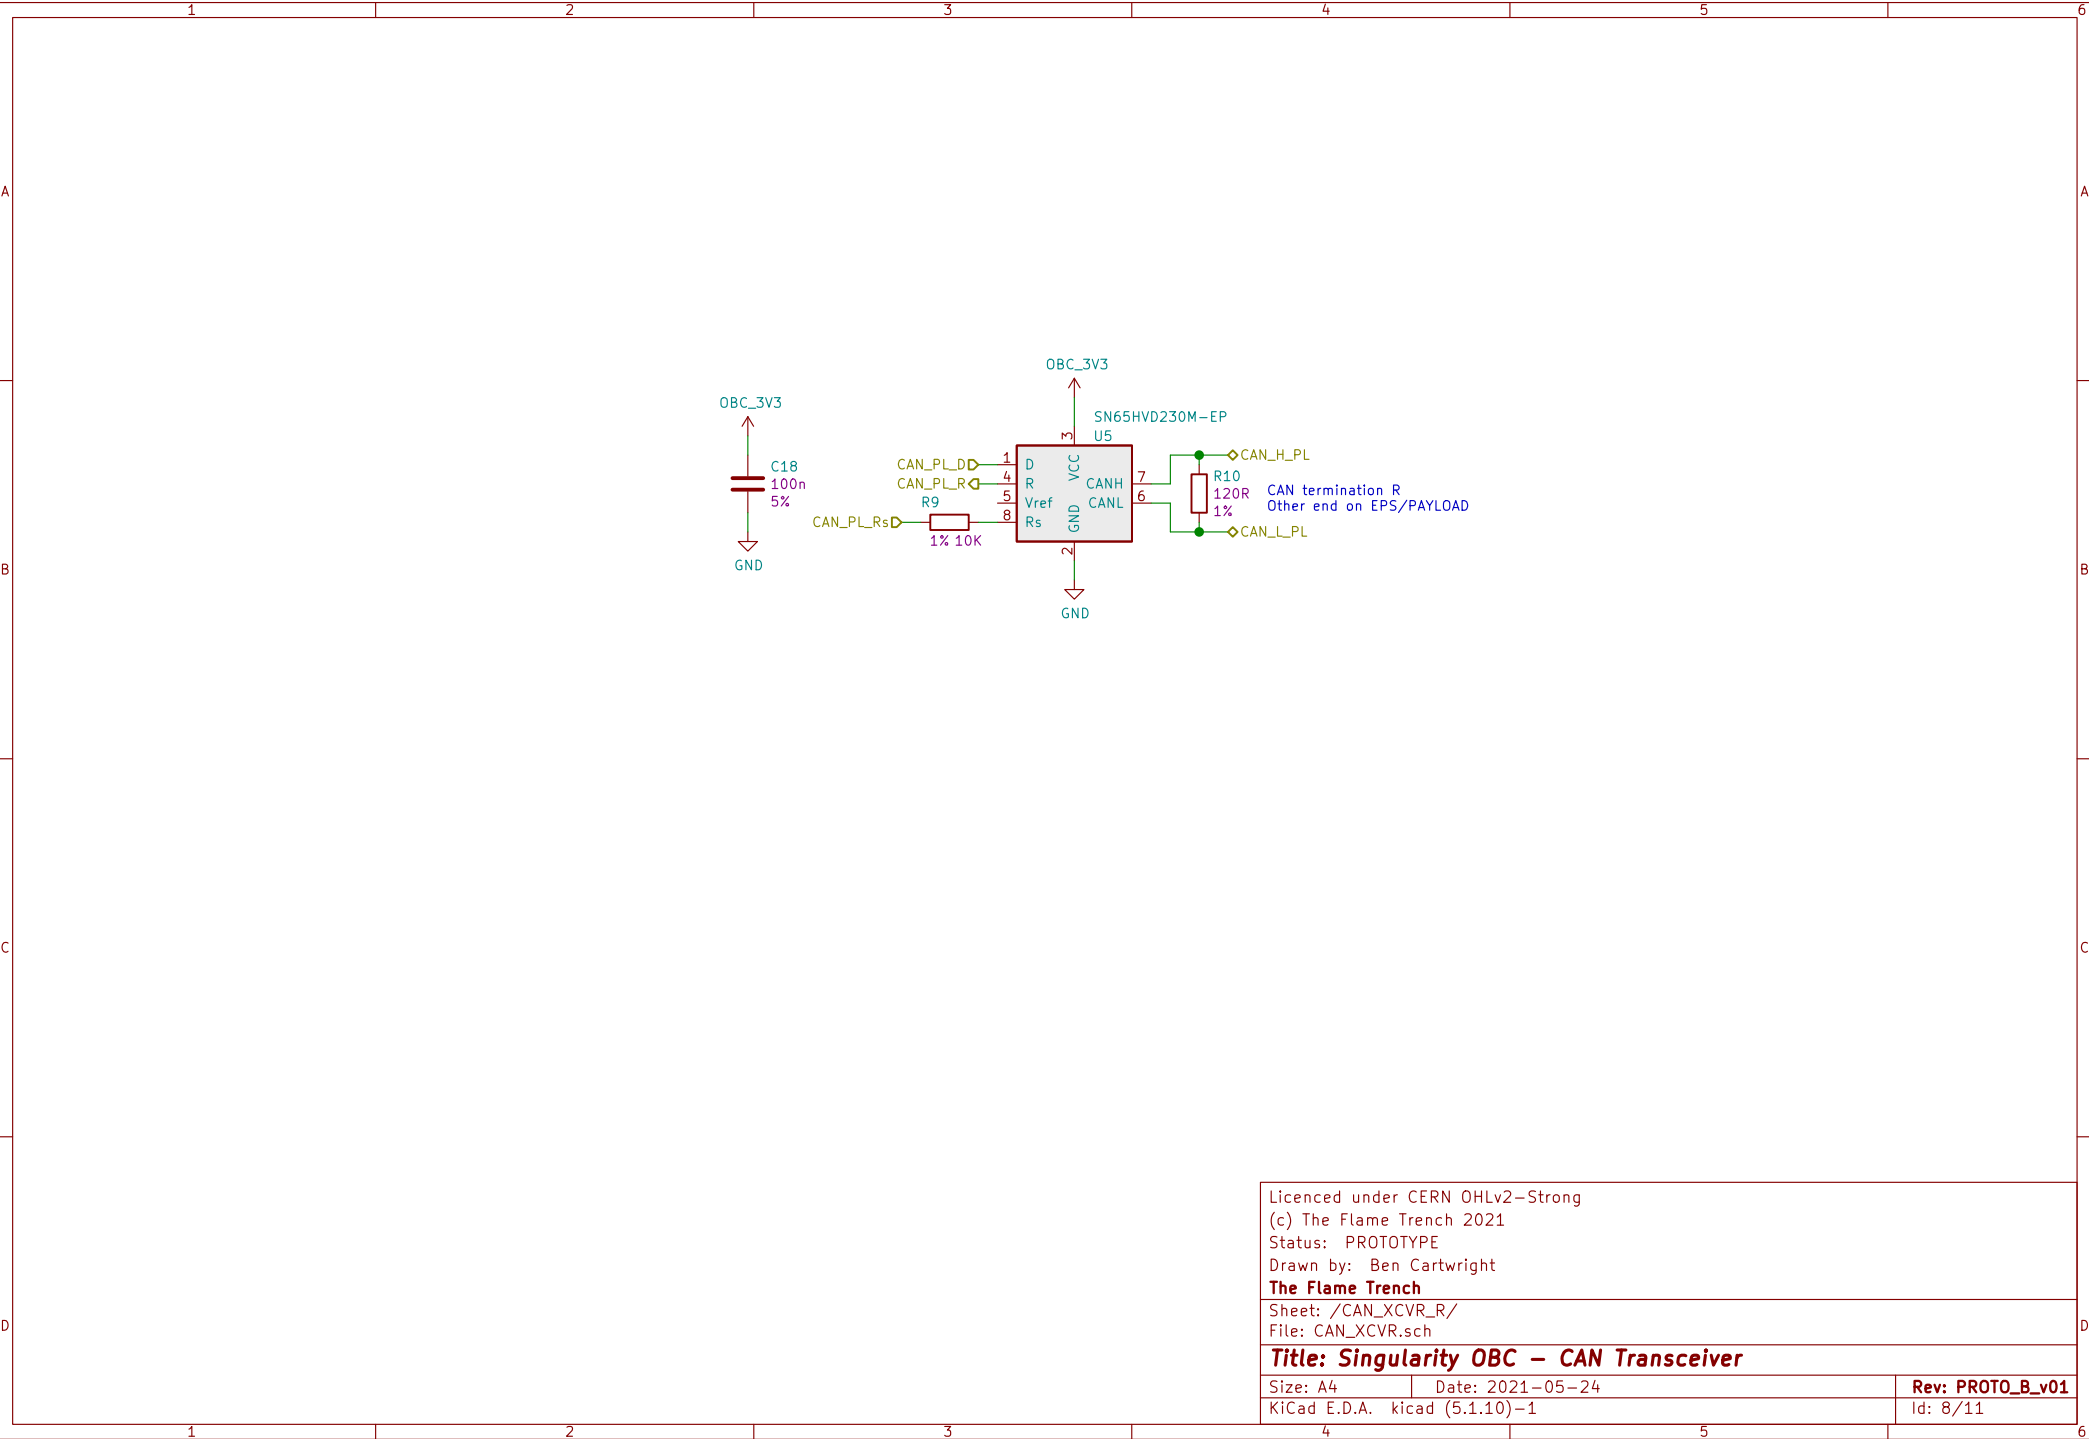 1 2 3 4 5 6
A A
OBC_3V3
OBC_3V3
SN65HVD230M-EP
U5
3
VCC
C18
100n
5%
GND
CAN_PL_D 1 D
CAN_PL_R 4 R
5 Vref
R9
CAN_PL_Rs 8 Rs
1% 10K
CANH 7
CANL 6
GND
2
GND
CAN_H_PL
R10
120R
1%
CAN_L_PL
CAN termination R
Other end on EPS/PAYLOAD
B B
C C
Licenced under CERN OHLv2-Strong
(c) The Flame Trench 2021
Status: PROTOTYPE
Drawn by: Ben Cartwright
The Flame Trench
Sheet: /CAN_XCVR_R/
File: CAN_XCVR.sch
D D
Title: Singularity OBC - CAN Transceiver
Size: A4 Date: 2021-05-24 Rev: PROTO_B_v01
KiCad E.D.A. kicad (5.1.10)-1 Id: 8/11
1 2 3 4 5 6